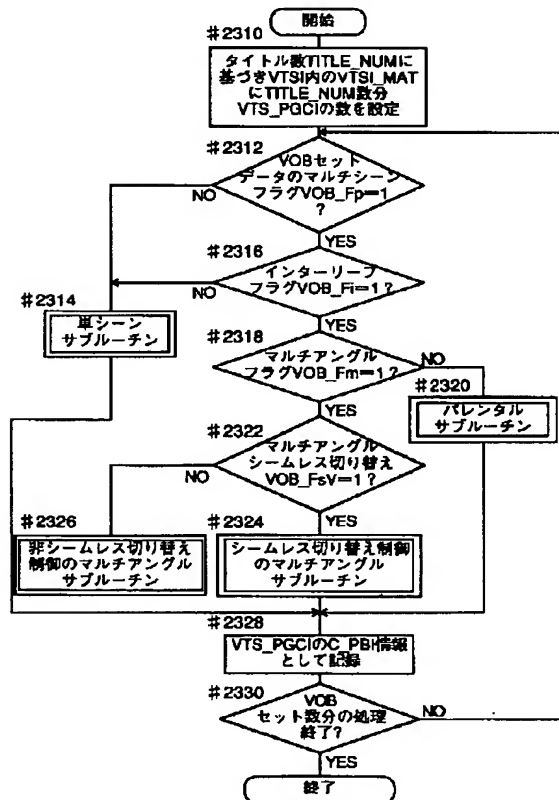 開始
#2310
タイトル数TITLE_NUMに
基づきVTSI内のVTSI_MAT
にTITLE_NUM数分
VTS_PGCIの数を設定
#2312
VOBセット
データのマルチシーン
フラグVOB_Fp=1
?
NO
YES
#2316
インターリーブ
フラグVOB_Fi=1?
NO
YES
#2314
単シーン
サブルーチン
#2318
マルチアングル
フラグVOB_Fm=1?
NO
YES
#2320
パレンタル
サブルーチン
#2322
マルチアングル
シームレス切り替え
VOB_FsV=1?
NO
YES
#2326
非シームレス切り替え
制御のマルチアングル
サブルーチン
#2324
シームレス切り替え制御
のマルチアングル
サブルーチン
#2328
VTS_PGCIのC_PBI情報
として記録
#2330
VOB
セット数分の処理
終了?
NO
YES
終了